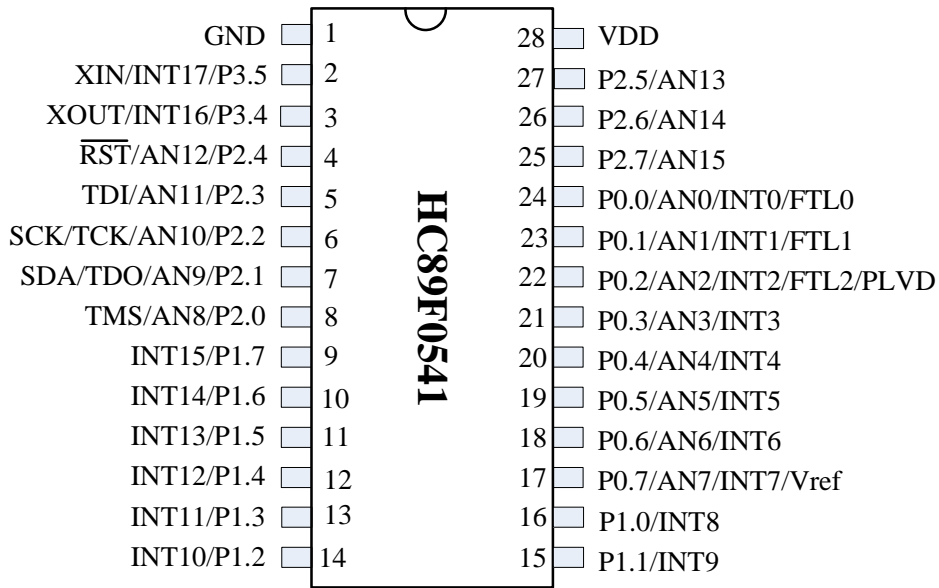 GND 1 28 VDD
XIN/INT17/P3.5 2 27 P2.5/AN13
XOUT/INT16/P3.4 3 26 P2.6/AN14
RST/AN12/P2.4 4 25 P2.7/AN15
TDI/AN11/P2.3 5 24 P0.0/AN0/INT0/FTL0
SCK/TCK/AN10/P2.2 6 23 P0.1/AN1/INT1/FTL1
SDA/TDO/AN9/P2.1 7 22 P0.2/AN2/INT2/FTL2/PLVD
TMS/AN8/P2.0 8 21 P0.3/AN3/INT3
INT15/P1.7 9 20 P0.4/AN4/INT4
INT14/P1.6 10 19 P0.5/AN5/INT5
INT13/P1.5 11 18 P0.6/AN6/INT6
INT12/P1.4 12 17 P0.7/AN7/INT7/Vref
INT11/P1.3 13 16 P1.0/INT8
INT10/P1.2 14 15 P1.1/INT9
HC89F0541